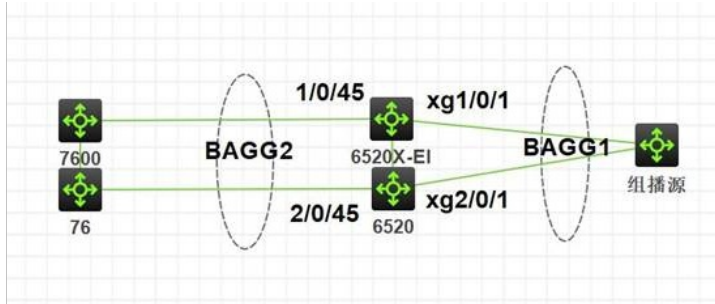 1/0/45
xg1/0/1
7600
BAGG2
6520X-EI
BAGG1
组播源
76
2/0/45
6520
xg2/0/1